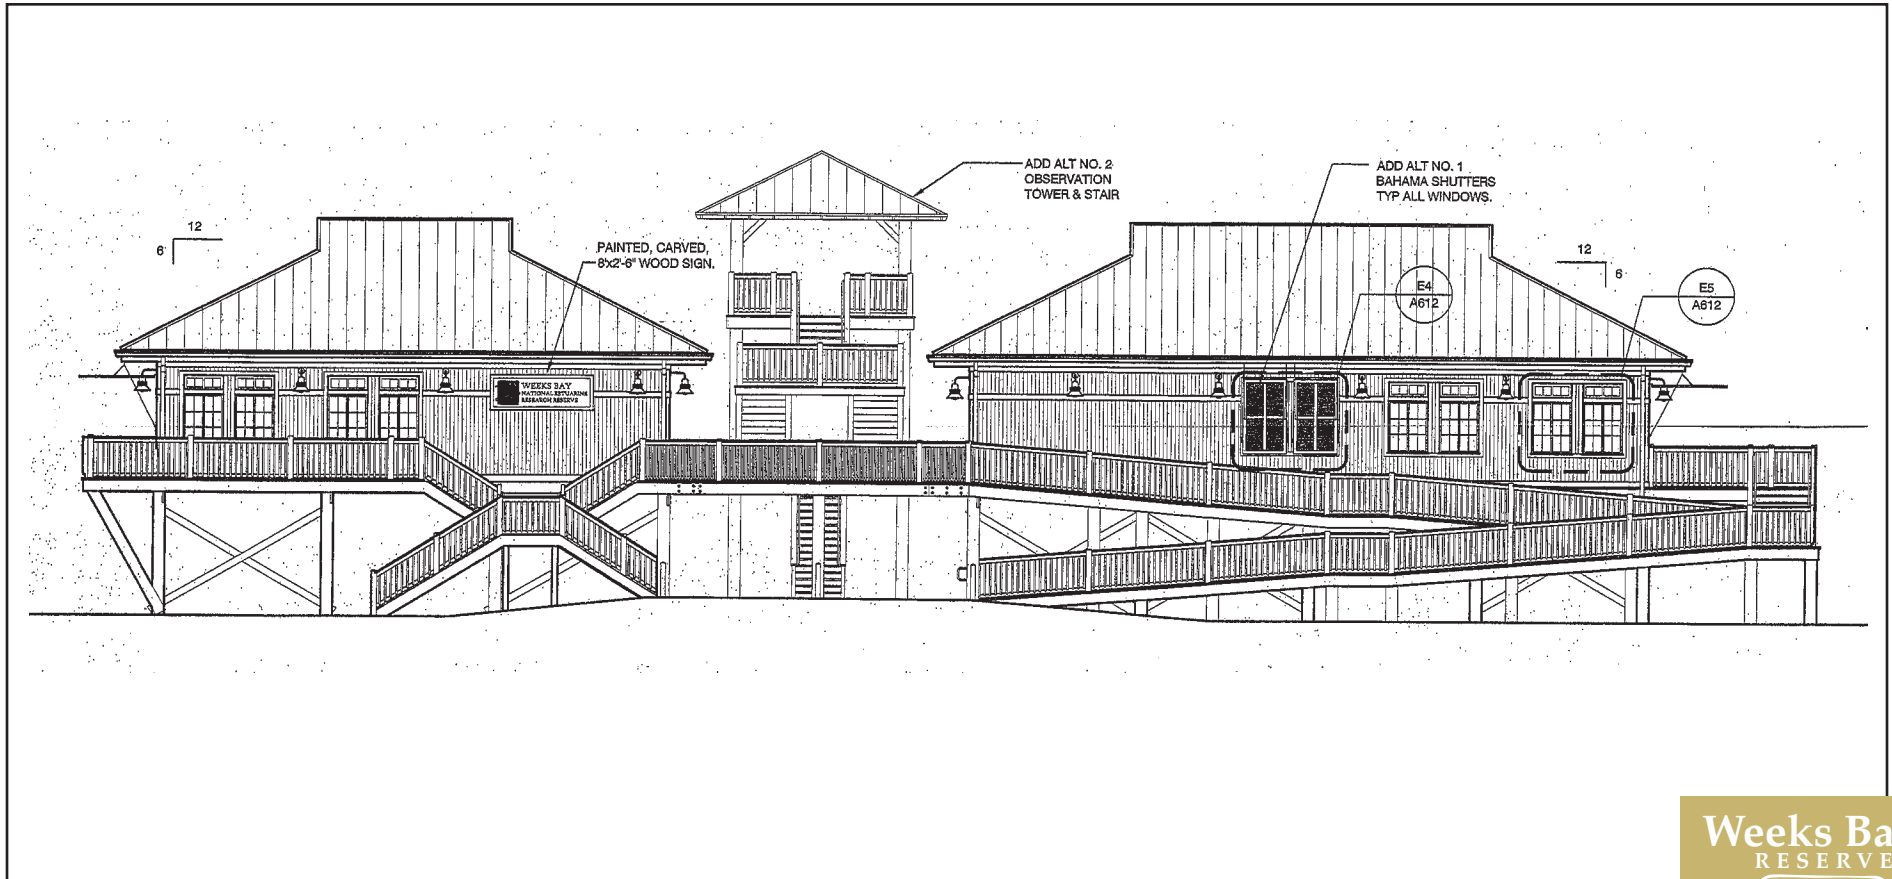 ADD ALT NO. 2
OBSERVATION
TOWER & STAIR
ADD ALT NO. 1
BAHAMA SHUTTERS
TYP ALL WINDOWS.
12
6
PAINTED, CARVED,
8'x2'-6" WOOD SIGN.
12
6
E4
A612
E5
A612
WEEKS BAY
NATIONAL ESTUARINE
RESEARCH RESERVE
Weeks Ba
RESERVE